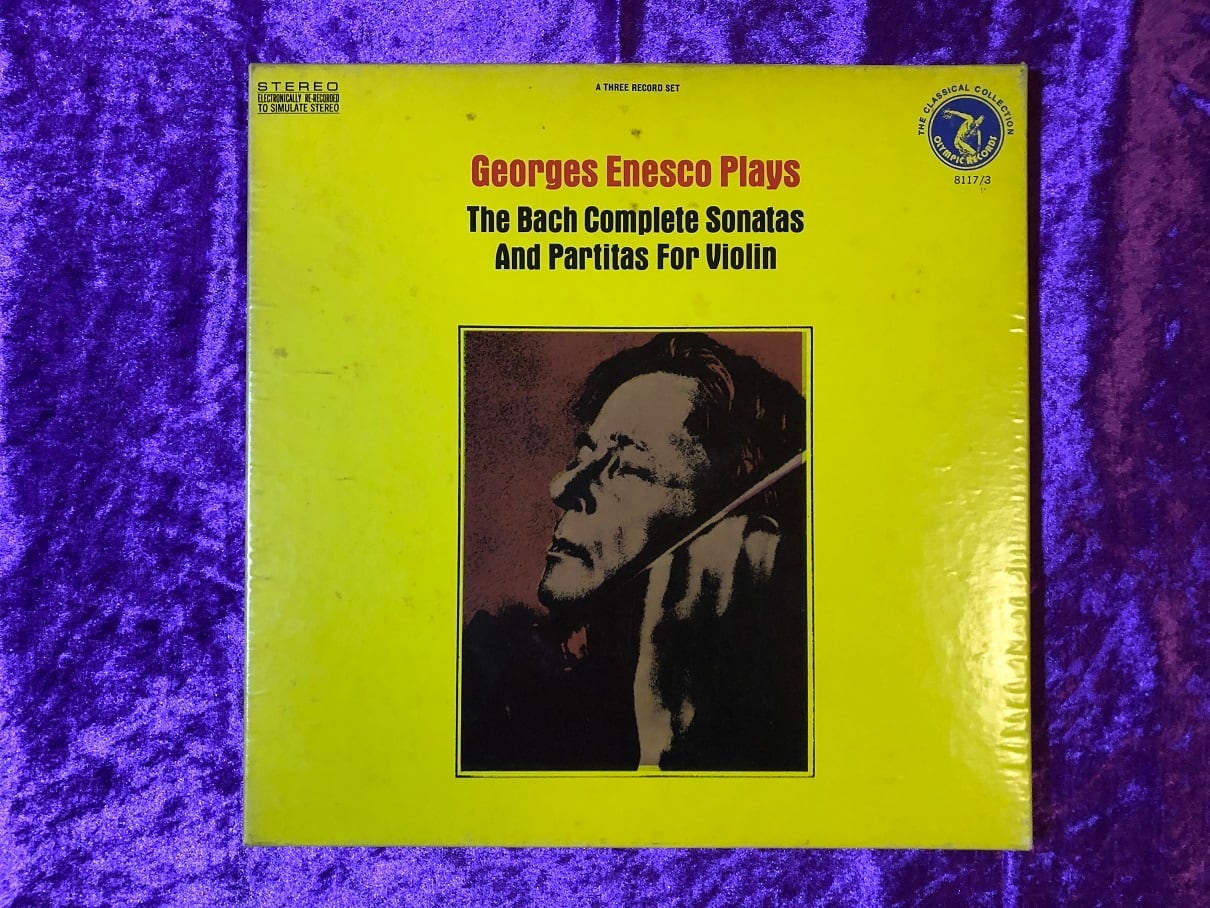 STEREO
ELECTRONICALLY RE-RECORDED
TO SIMULATE STEREO
A THREE RECORD SET
THE CLASSICAL COLLECTION
OLYMPIC RECORDS
8117/3
Georges Enesco Plays
The Bach Complete Sonatas
And Partitas For Violin